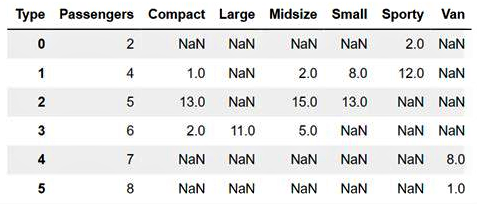 Type Passengers Compact Large Midsize Small Sporty Van
0 2 NaN NaN NaN NaN 2.0 NaN
1 4 1.0 NaN 2.0 8.0 12.0 NaN
2 5 13.0 NaN 15.0 13.0 NaN NaN
3 6 2.0 11.0 5.0 NaN NaN NaN
4 7 NaN NaN NaN NaN NaN 8.0
5 8 NaN NaN NaN NaN NaN 1.0